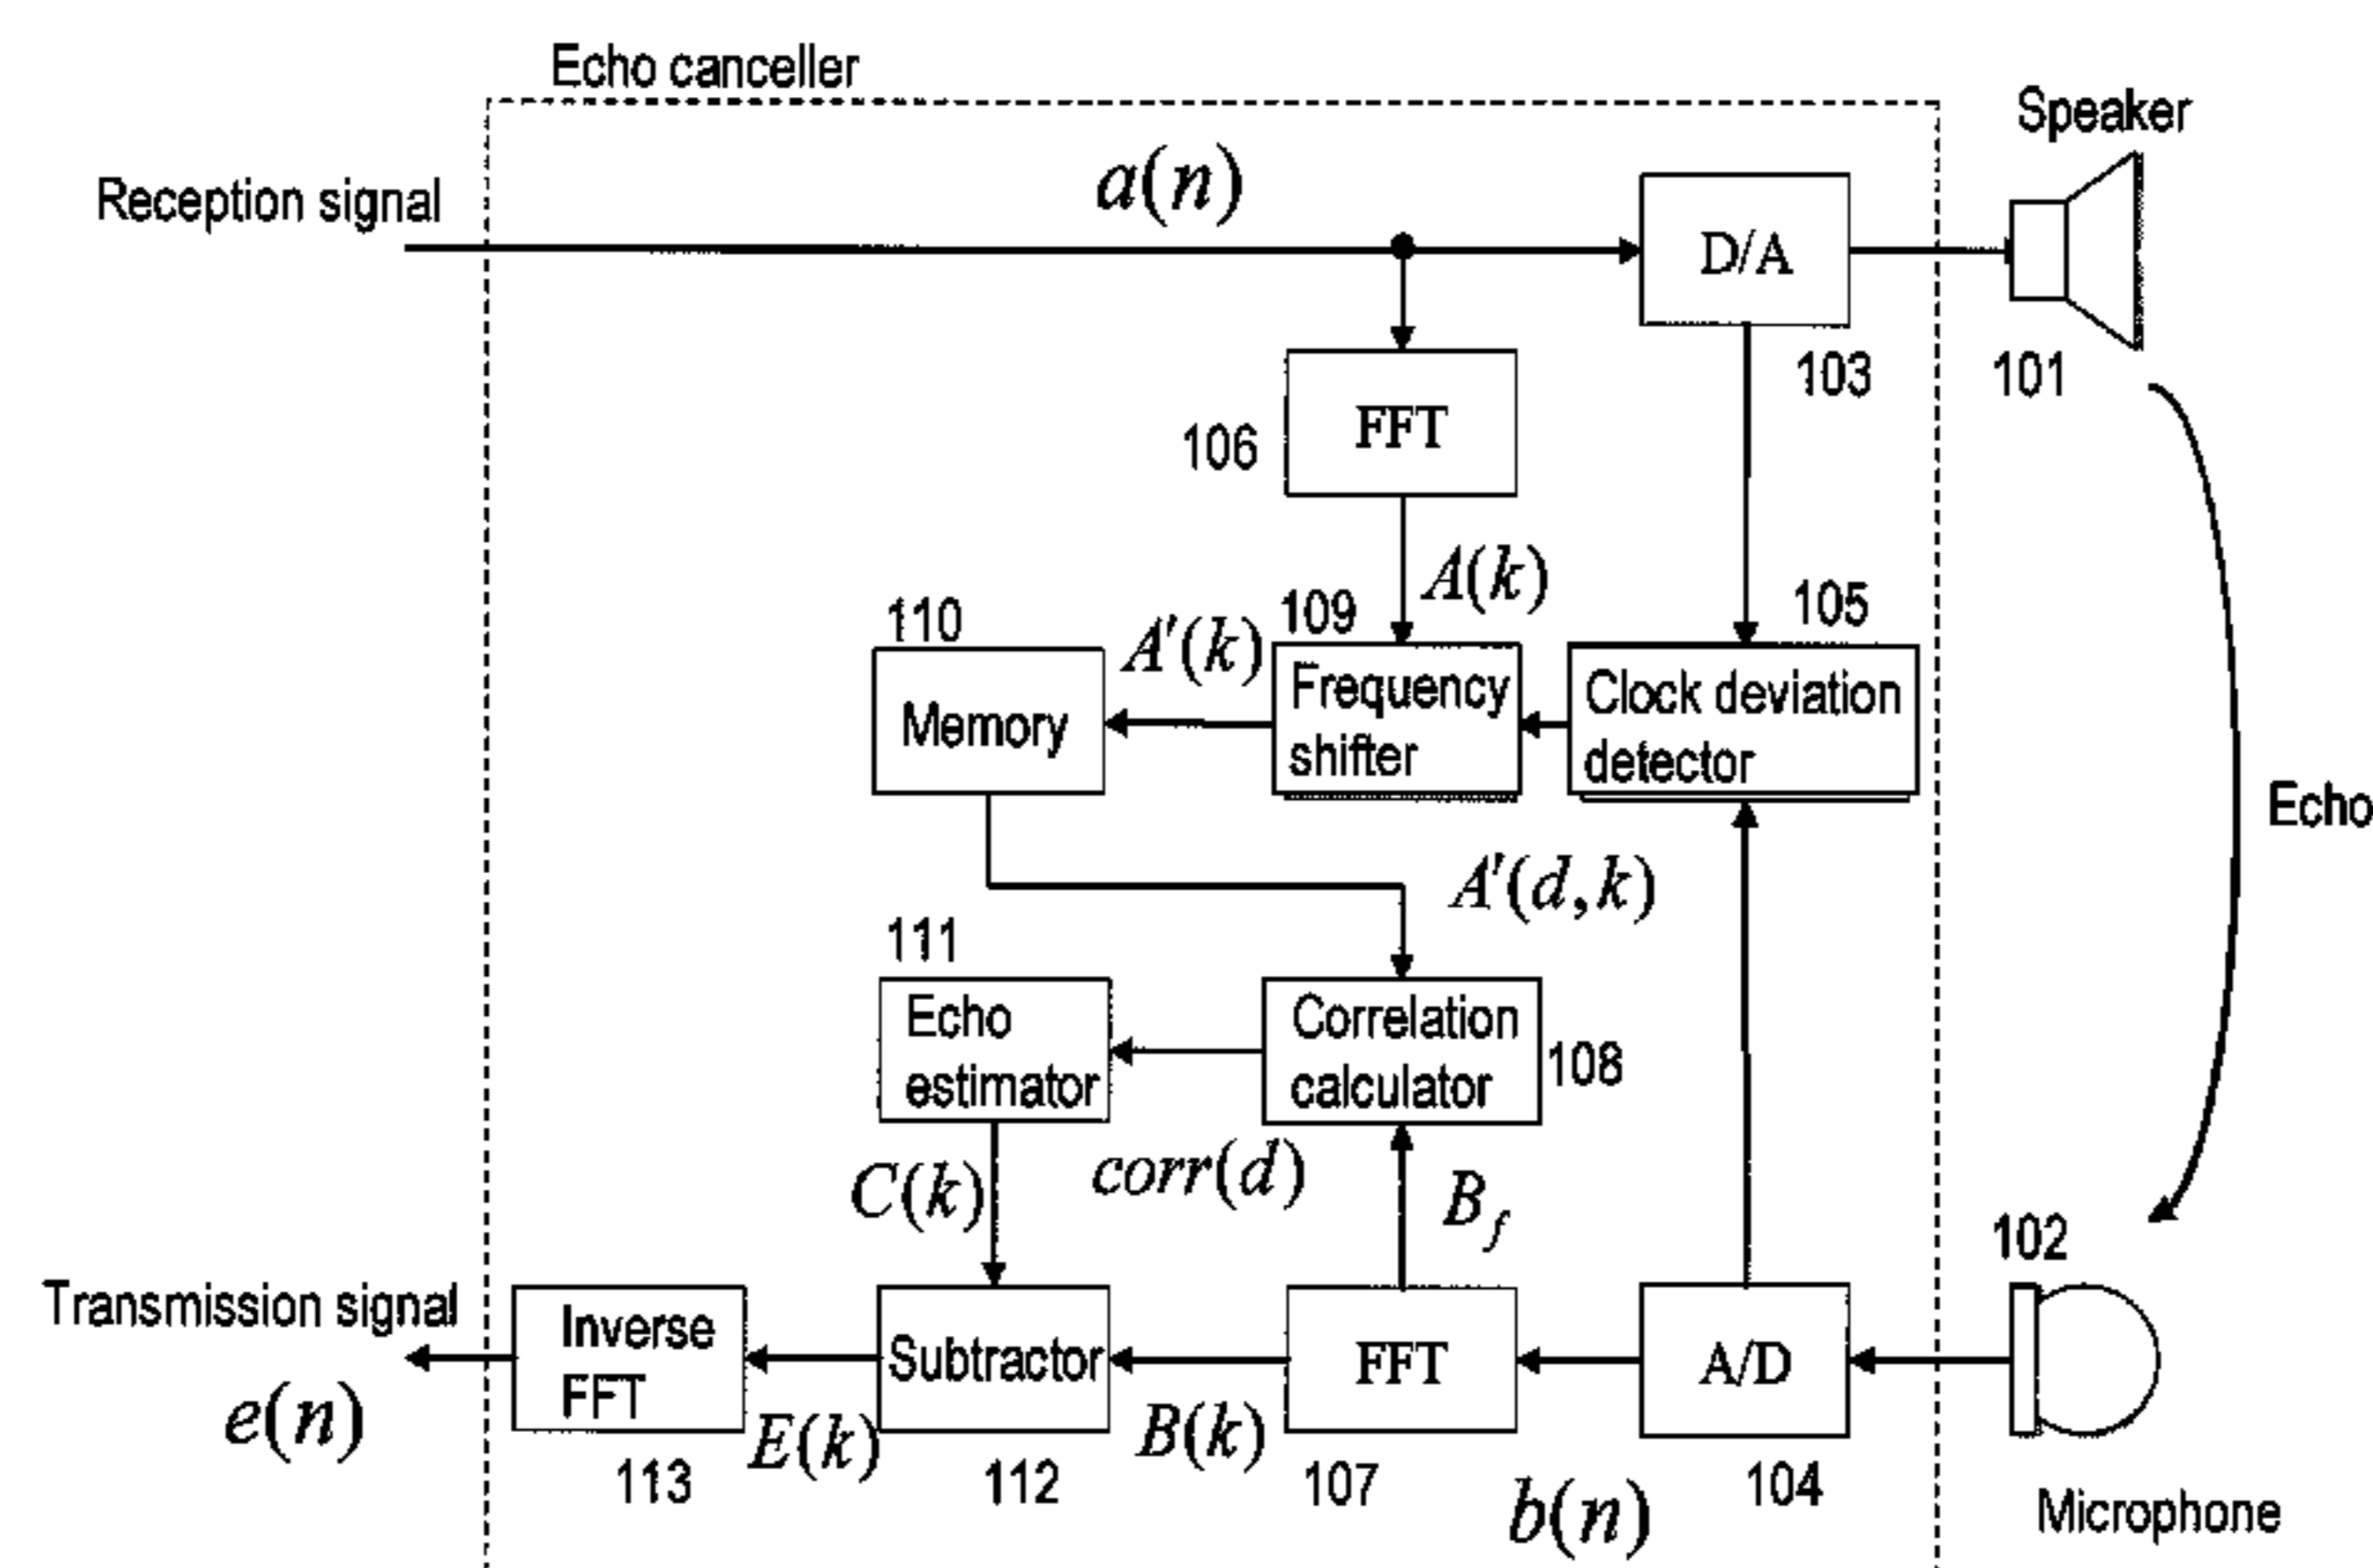 Echo canceller
Speaker
Reception signal
a(n)
D/A
103
101
FFT
106
A(k)
105
109
110
A'(k)
Memory
Frequency
shifter
Clock deviation
detector
Echo
A'(d,k)
111
Echo
estimator
Correlation
calculator
108
C(k)
corr(d)
B_f
102
Transmission signal
Inverse
FFT
Subtractor
FFT
A/D
e(n)
E(k)
B(k)
113
112
107
b(n)
104
Microphone